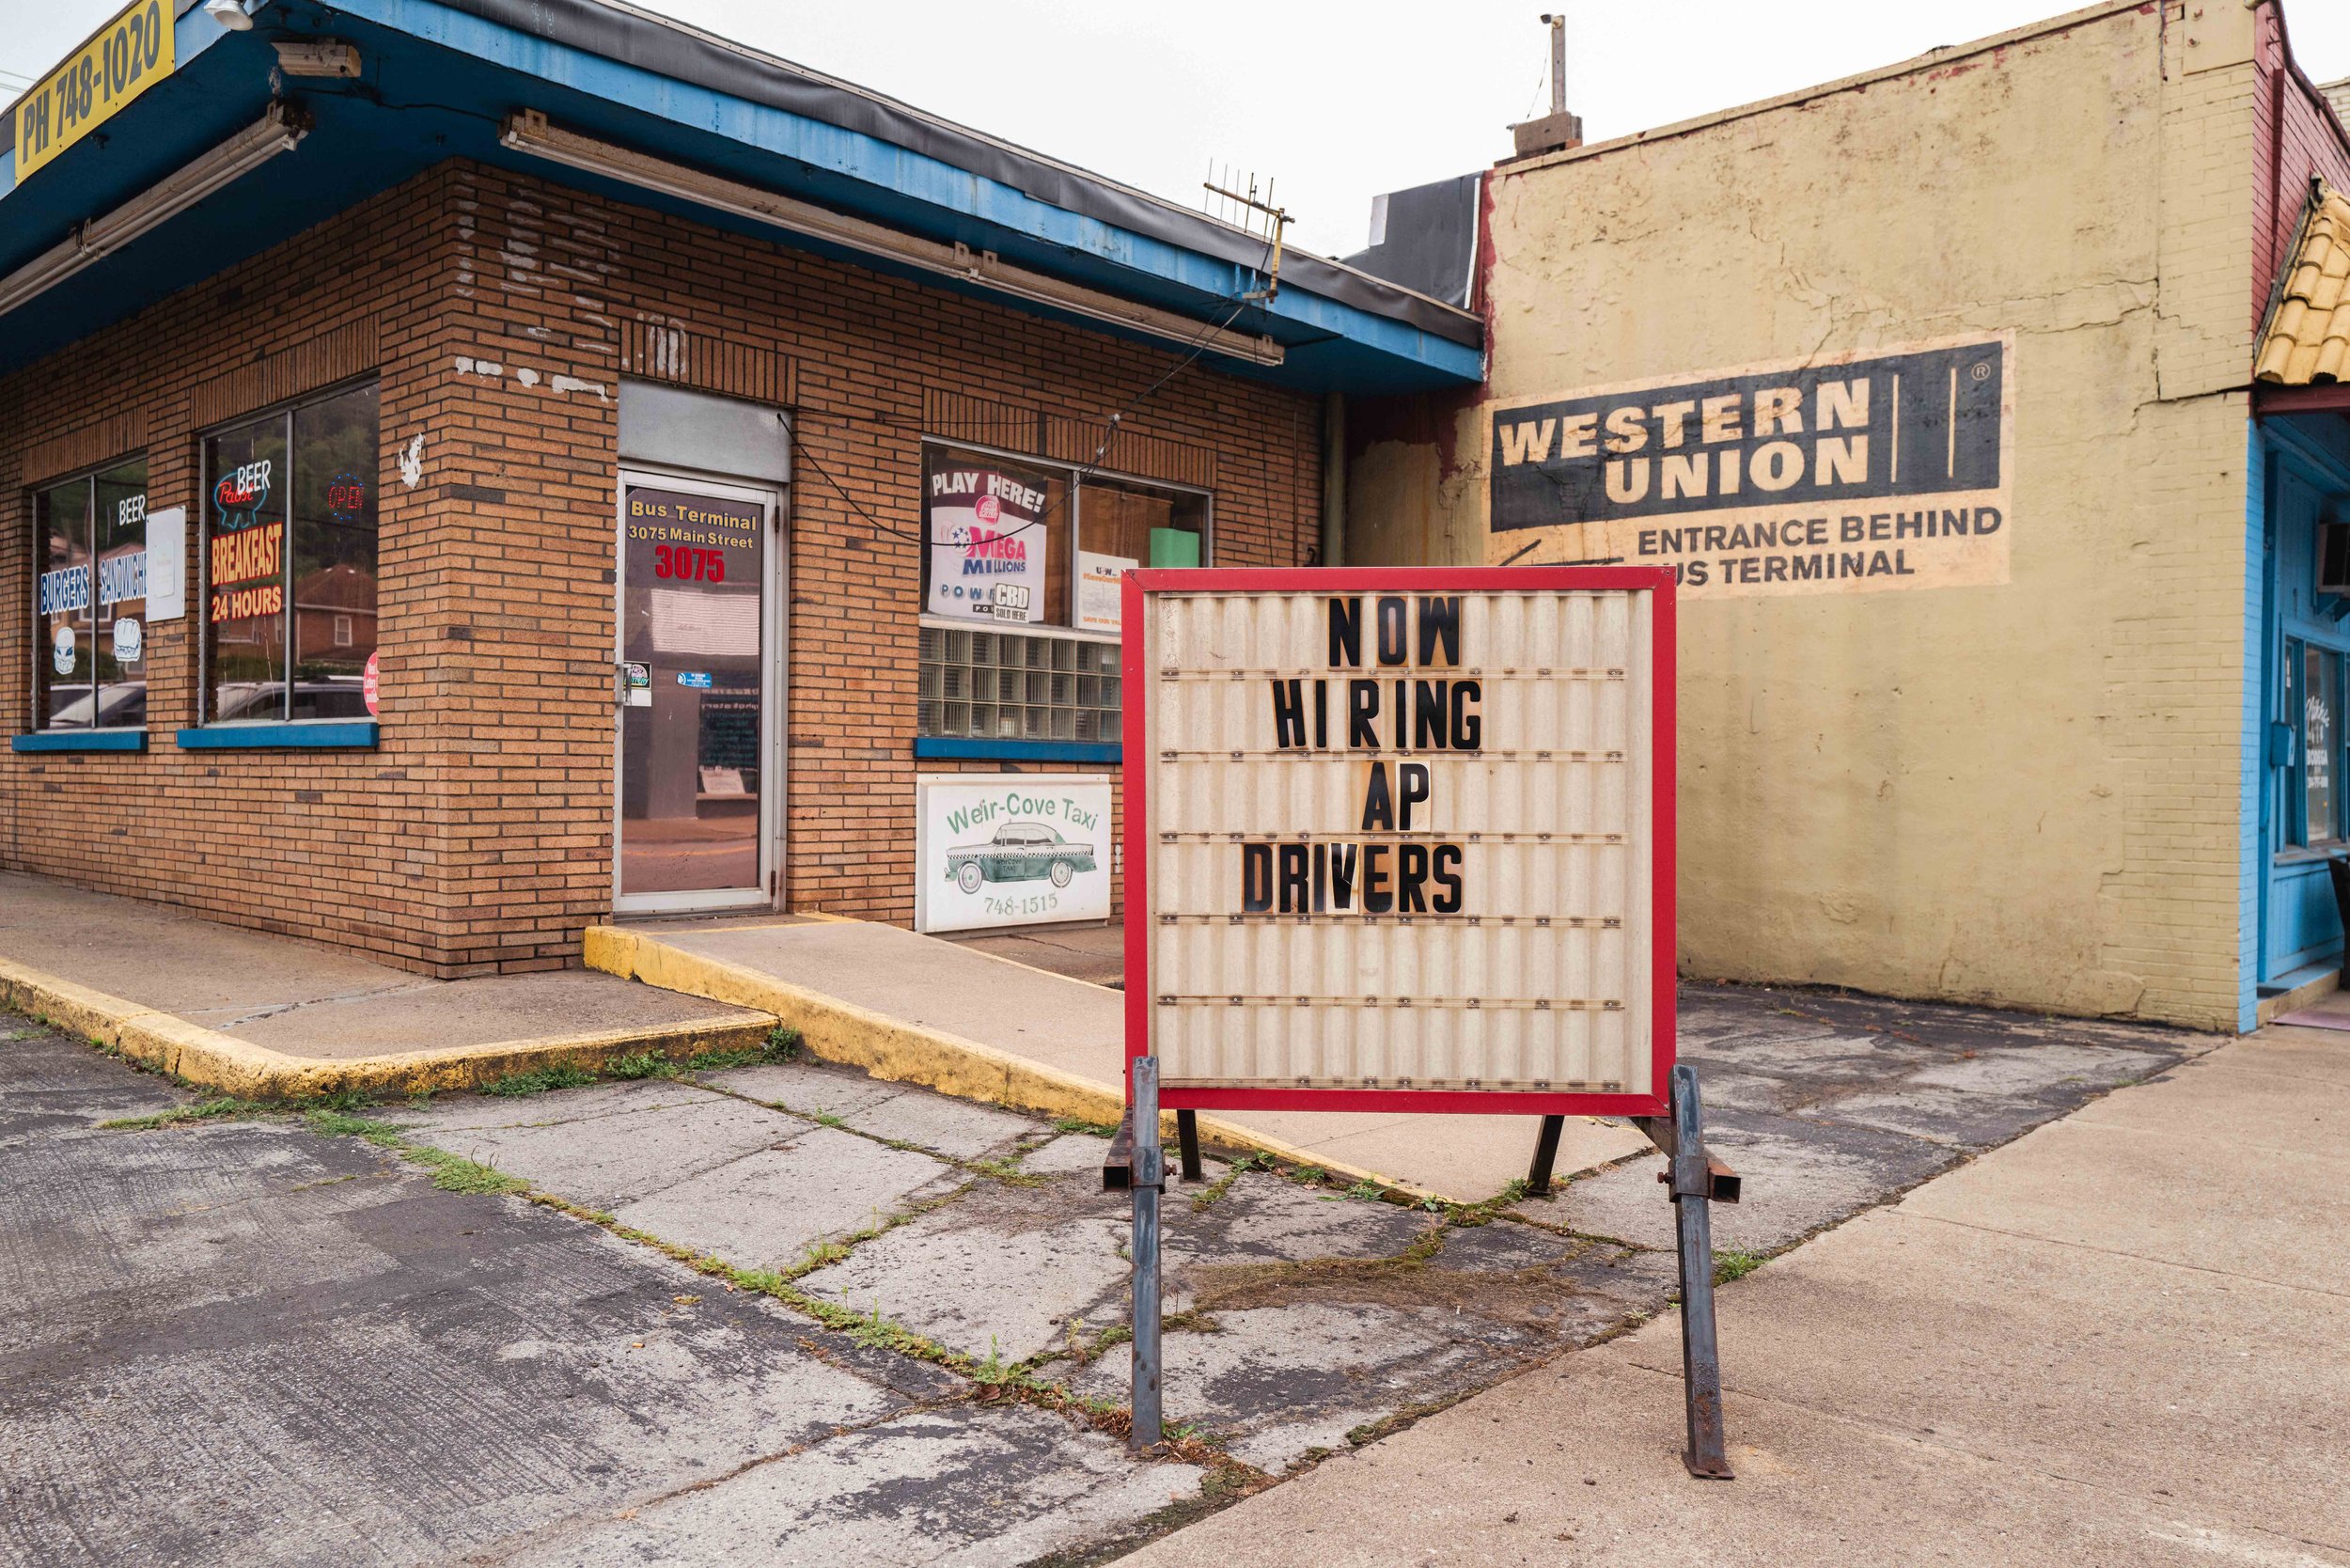 PH 748-1020
BEER
BURGERS SANDWICHE
BEER
Pabst
OPEN
BREAKFAST
24 HOURS
Bus Terminal
3075 Main Street
3075
PLAY HERE!
MEGA
MILLIONS
POWE
CBD
SOLD HERE
Weir-Cove Taxi
748-1515
WESTERN
UNION
®
ENTRANCE BEHIND
US TERMINAL
NOW
HIRING
AP
DRIVERS